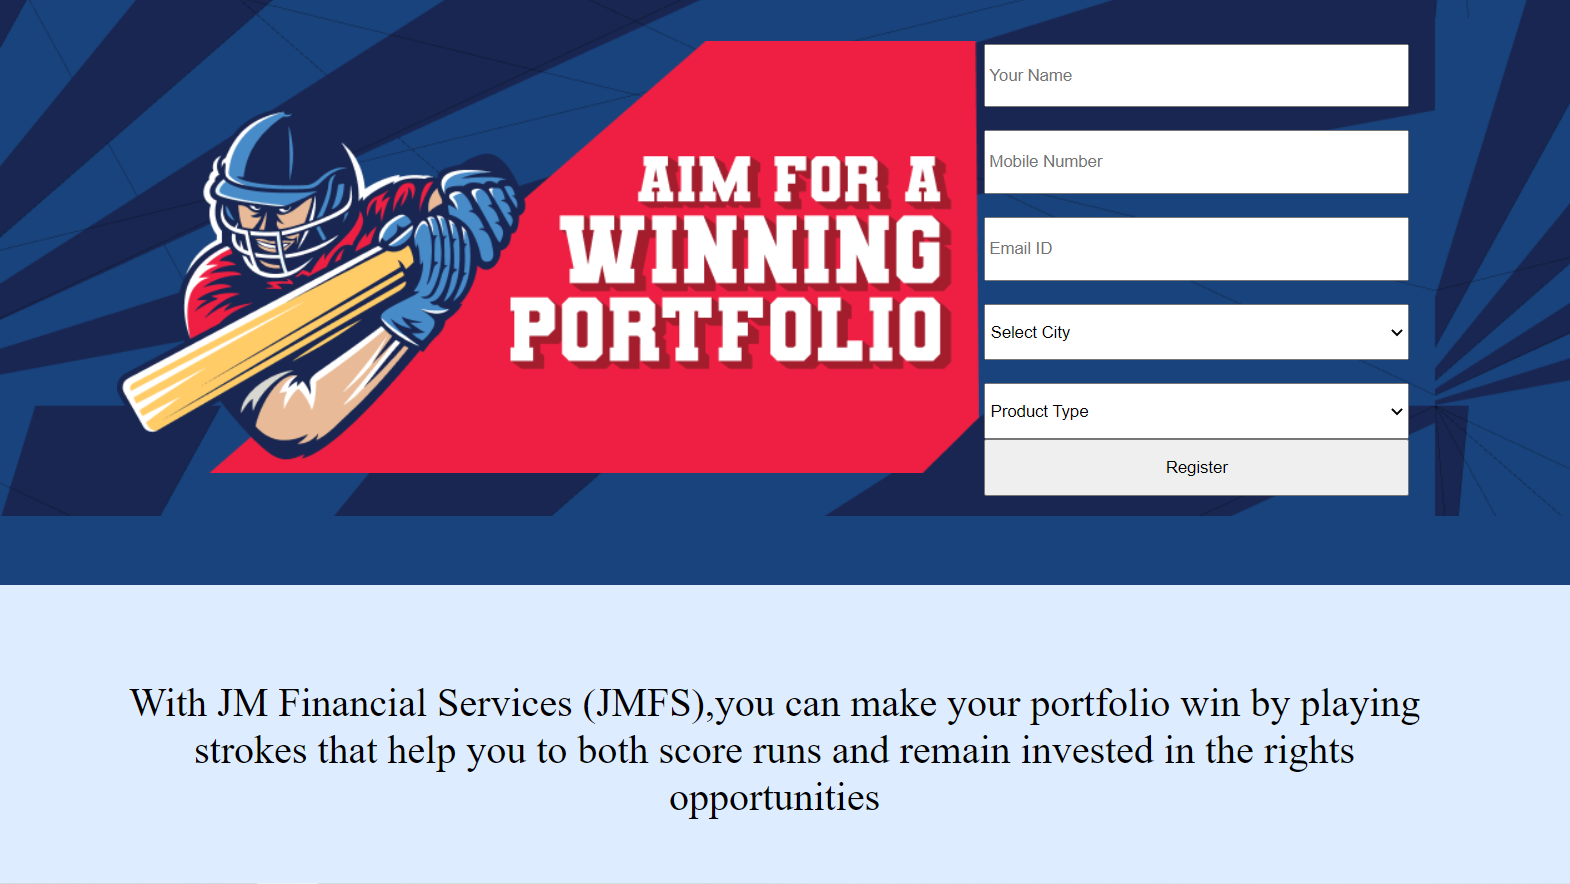 AIM FOR A
WINNING
PORTFOLIO
Your Name
Mobile Number
Email ID
Select City
Product Type
Register
With JM Financial Services (JMFS),you can make your portfolio win by playing
strokes that help you to both score runs and remain invested in the rights
opportunities